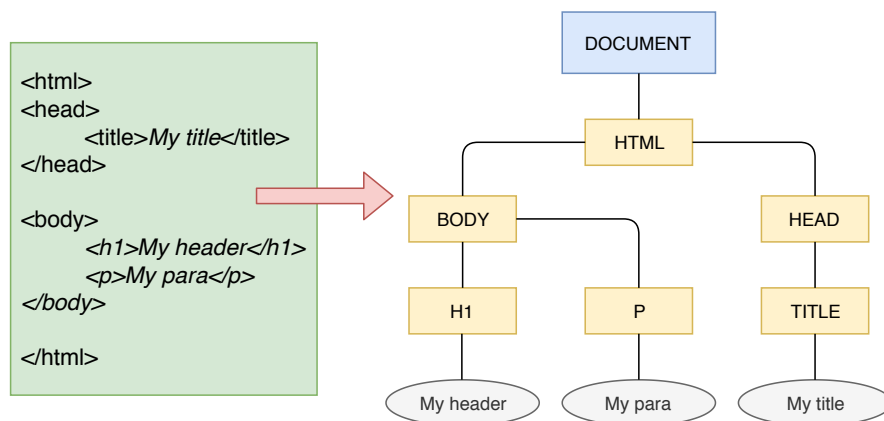 <html>
<head>
<title>My title</title>
</head>
<body>
<h1>My header</h1>
<p>My para</p>
</body>
</html>
DOCUMENT
HTML
BODY
HEAD
H1
P
TITLE
My header
My para
My title